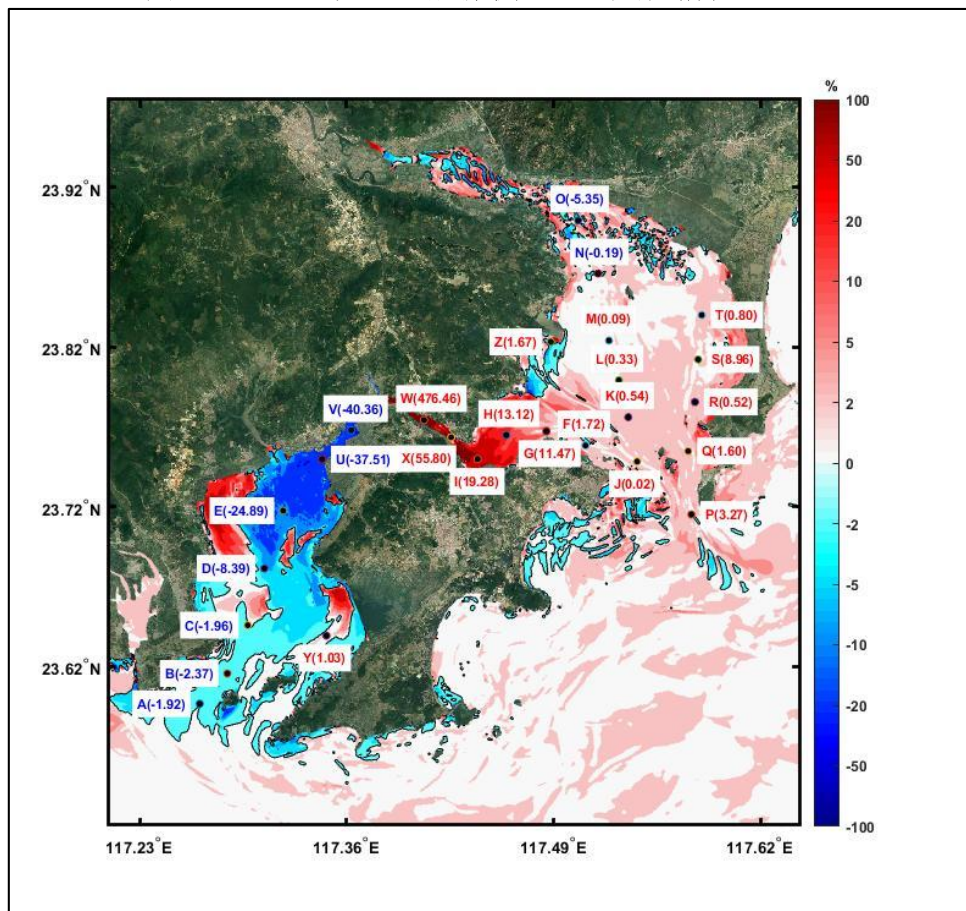 %
100
50
20
10
5
2
0
-2
-5
-10
-20
-50
-100
23.92°N
23.82°N
23.72°N
23.62°N
117.23°E
117.36°E
117.49°E
117.62°E
O(-5.35)
N(-0.19)
M(0.09)
T(0.80)
Z(1.67)
L(0.33)
S(8.96)
W(476.46)
K(0.54)
R(0.52)
V(-40.36)
H(13.12)
F(1.72)
U(-37.51)
X(55.80)
G(11.47)
Q(1.60)
I(19.28)
J(0.02)
E(-24.89)
P(3.27)
D(-8.39)
C(-1.96)
Y(1.03)
B(-2.37)
A(-1.92)